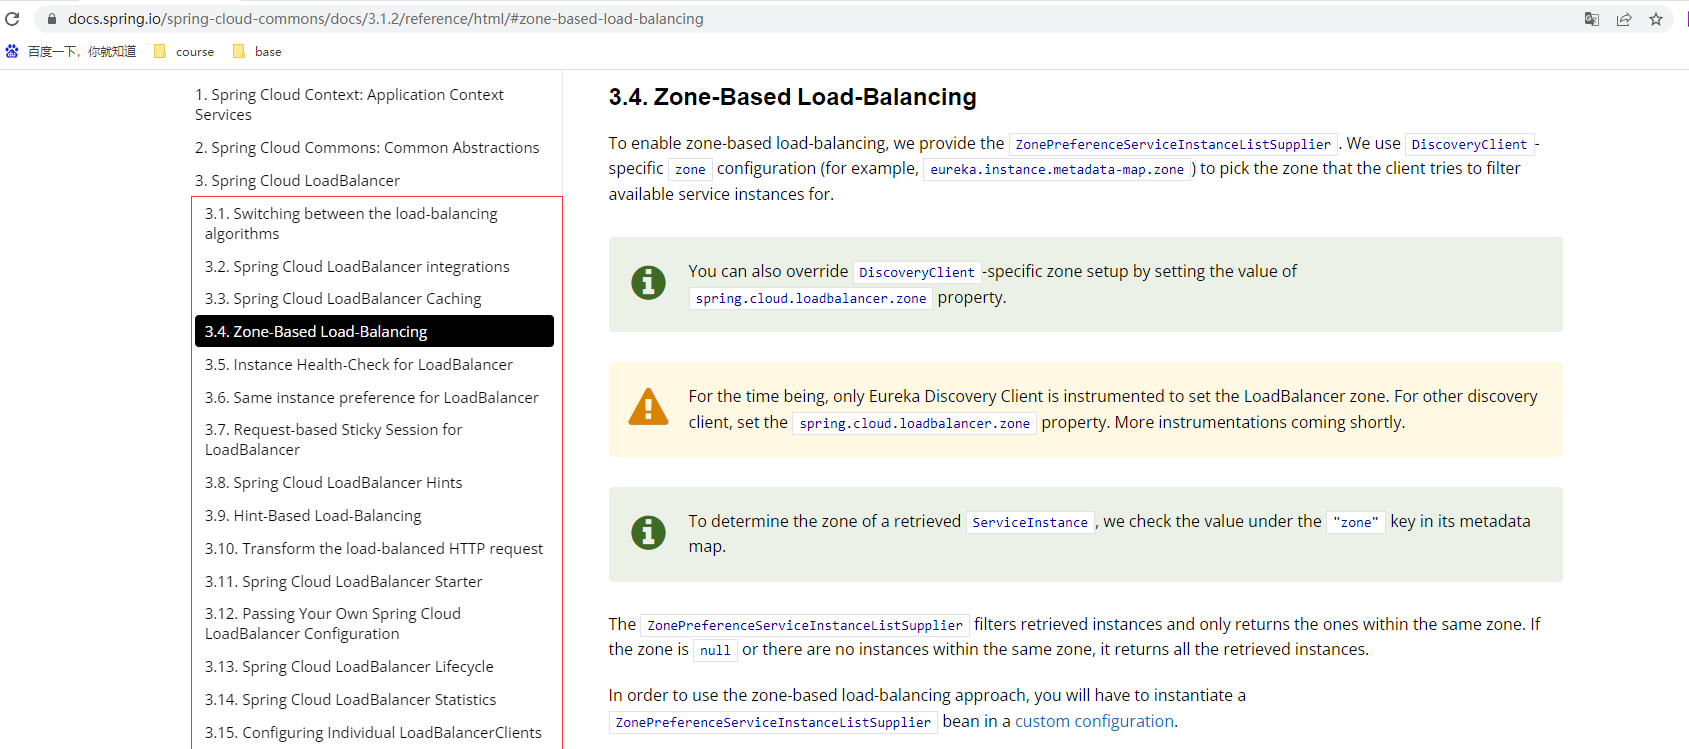 docs.spring.io/spring-cloud-commons/docs/3.1.2/reference/html/#zone-based-load-balancing
百度一下，你就知道 course base
1. Spring Cloud Context: Application Context
Services
2. Spring Cloud Commons: Common Abstractions
3. Spring Cloud LoadBalancer
3.1. Switching between the load-balancing
algorithms
3.2. Spring Cloud LoadBalancer integrations
3.3. Spring Cloud LoadBalancer Caching
3.4. Zone-Based Load-Balancing
3.5. Instance Health-Check for LoadBalancer
3.6. Same instance preference for LoadBalancer
3.7. Request-based Sticky Session for
LoadBalancer
3.8. Spring Cloud LoadBalancer Hints
3.9. Hint-Based Load-Balancing
3.10. Transform the load-balanced HTTP request
3.11. Spring Cloud LoadBalancer Starter
3.12. Passing Your Own Spring Cloud
LoadBalancer Configuration
3.13. Spring Cloud LoadBalancer Lifecycle
3.14. Spring Cloud LoadBalancer Statistics
3.15. Configuring Individual LoadBalancerClients
3.4. Zone-Based Load-Balancing
To enable zone-based load-balancing, we provide the ZonePreferenceServiceInstanceListSupplier. We use DiscoveryClient-
specific zone configuration (for example, eureka.instance.metadata-map.zone) to pick the zone that the client tries to filter
available service instances for.
You can also override DiscoveryClient-specific zone setup by setting the value of
spring.cloud.loadbalancer.zone property.
For the time being, only Eureka Discovery Client is instrumented to set the LoadBalancer zone. For other discovery
client, set the spring.cloud.loadbalancer.zone property. More instrumentations coming shortly.
To determine the zone of a retrieved ServiceInstance, we check the value under the "zone" key in its metadata
map.
The ZonePreferenceServiceInstanceListSupplier filters retrieved instances and only returns the ones within the same zone. If
the zone is null or there are no instances within the same zone, it returns all the retrieved instances.
In order to use the zone-based load-balancing approach, you will have to instantiate a
ZonePreferenceServiceInstanceListSupplier bean in a custom configuration.